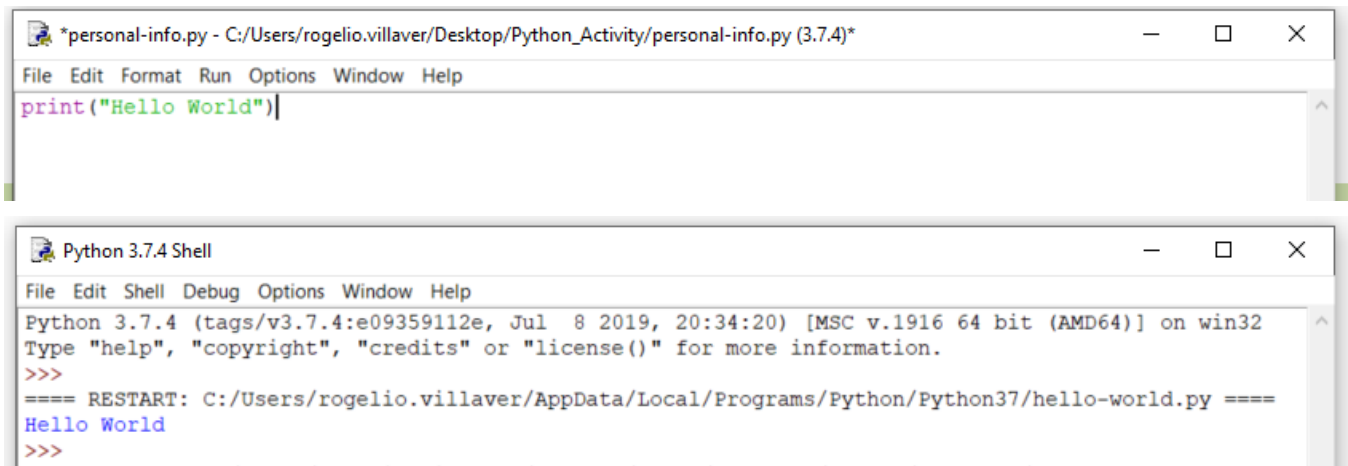 *personal-info.py - C:/Users/rogelio.villaver/Desktop/Python_Activity/personal-info.py (3.7.4)*
File Edit Format Run Options Window Help
print("Hello World")
Python 3.7.4 Shell
File Edit Shell Debug Options Window Help
Python 3.7.4 (tags/v3.7.4:e09359112e, Jul  8 2019, 20:34:20) [MSC v.1916 64 bit (AMD64)] on win32
Type "help", "copyright", "credits" or "license()" for more information.
>>>
==== RESTART: C:/Users/rogelio.villaver/AppData/Local/Programs/Python/Python37/hello-world.py ====
Hello World
>>>